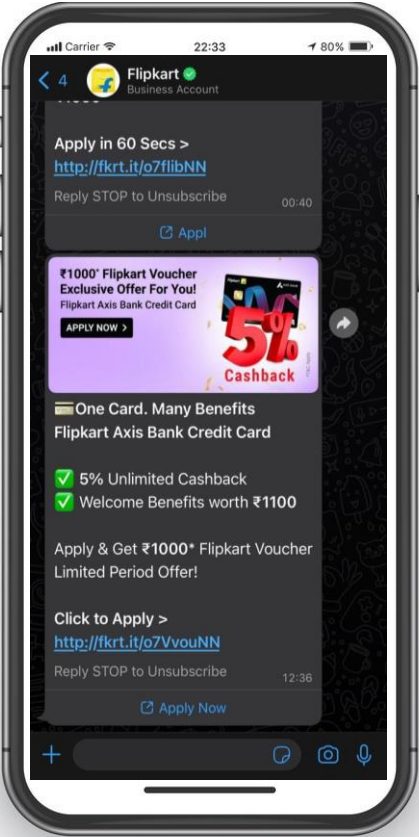 Carrier 22:33 80%
4 Flipkart
Business Account
Apply in 60 Secs >
http://fkrt.it/o7flibNN
Reply STOP to Unsubscribe 00:40
Appl
₹1000* Flipkart Voucher
Exclusive Offer For You!
Flipkart Axis Bank Credit Card
APPLY NOW >
5%
Cashback
One Card. Many Benefits
Flipkart Axis Bank Credit Card
5% Unlimited Cashback
Welcome Benefits worth ₹1100
Apply & Get ₹1000* Flipkart Voucher
Limited Period Offer!
Click to Apply >
http://fkrt.it/o7VvouNN
Reply STOP to Unsubscribe 12:36
Apply Now